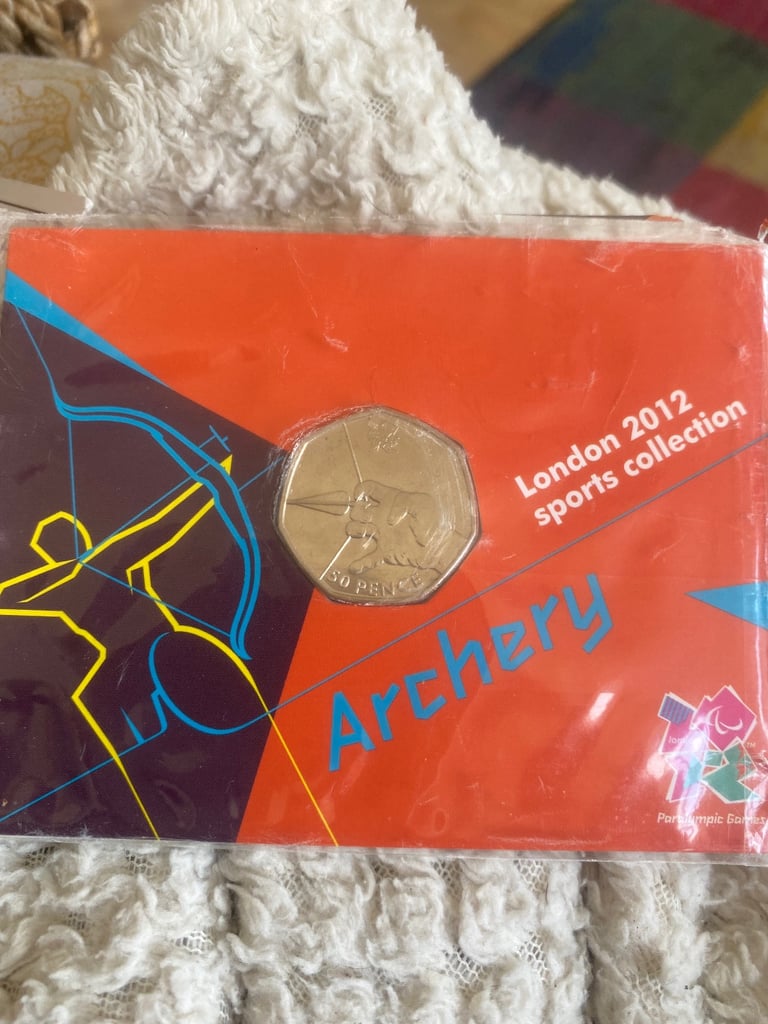 London 2012
sports collection
50 PENCE
Archery
Paralympic Games